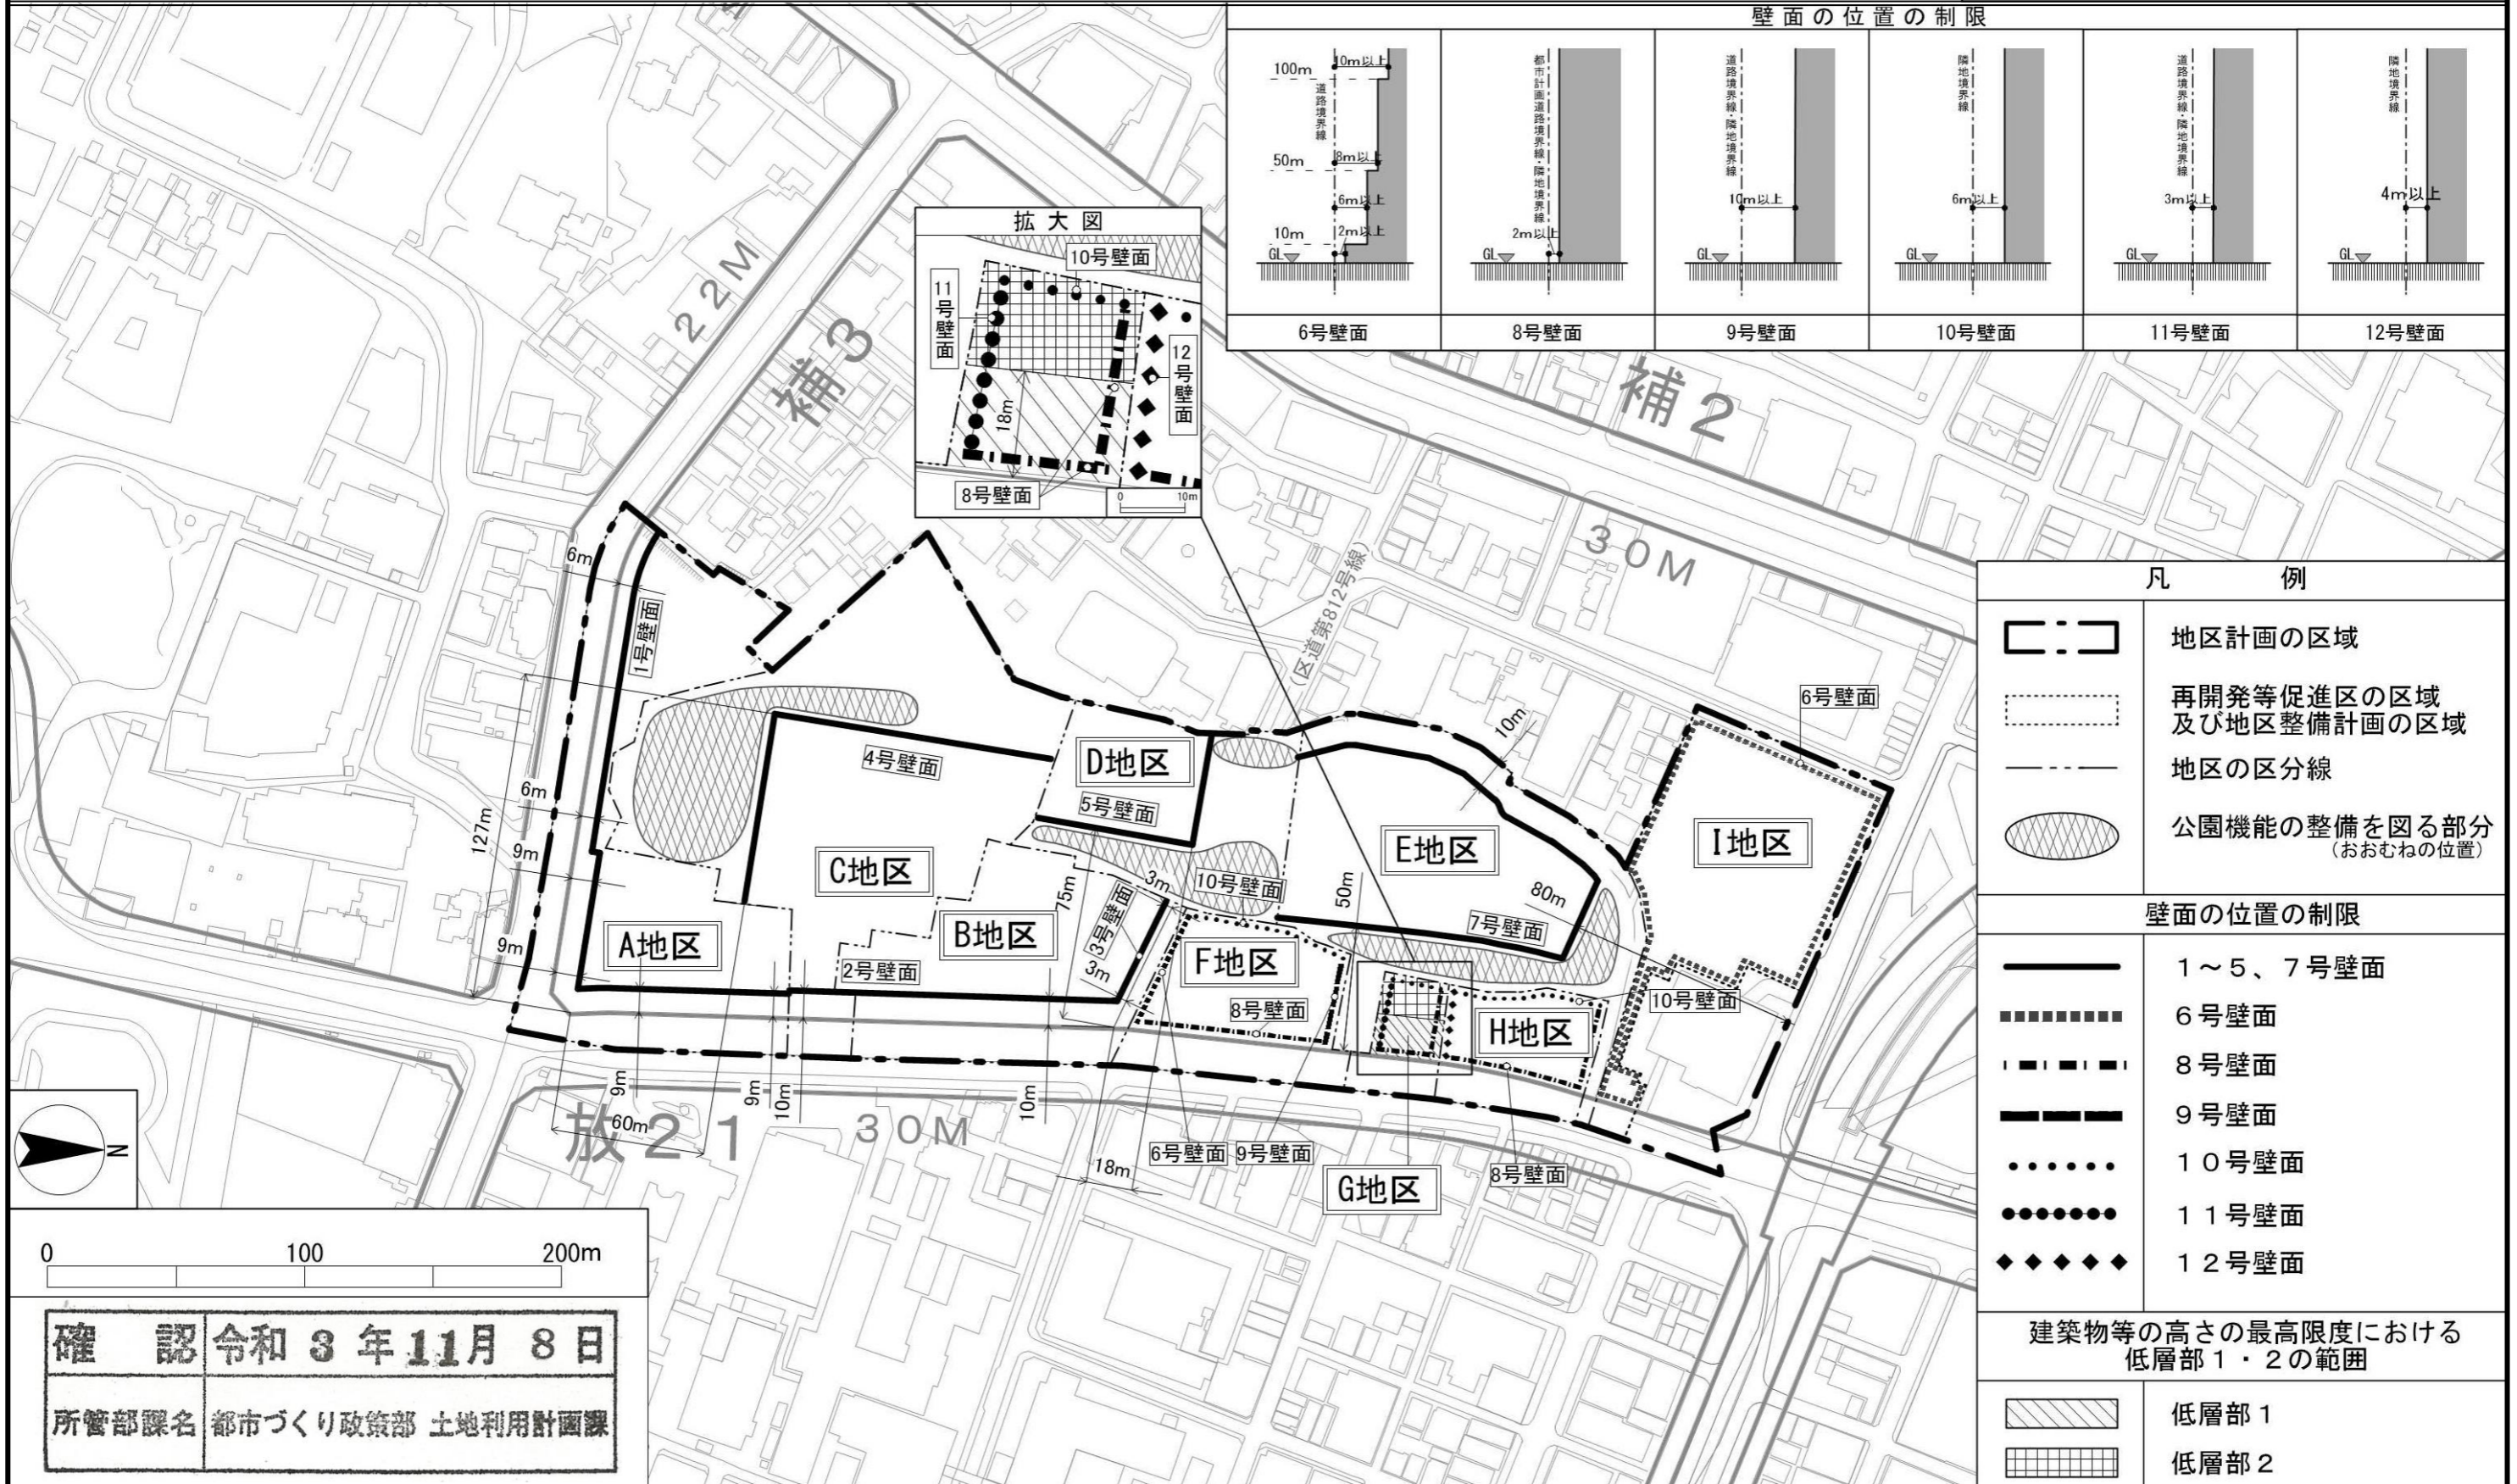 壁面の位置の制限
100m
10m以上
道路境界線
50m
8m以上
6m以上
10m
2m以上
GL
6号壁面
都市計画道路境界線・隣地境界線
2m以上
GL
8号壁面
道路境界線・隣地境界線
10m以上
GL
9号壁面
隣地境界線
6m以上
GL
10号壁面
道路境界線・隣地境界線
3m以上
GL
11号壁面
隣地境界線
4m以上
GL
12号壁面
拡大図
10号壁面
11号壁面
12号壁面
18m
8号壁面
0 10m
22M
補3
補2
30M
(区道第812号線)
6m
1号壁面
6号壁面
10m
4号壁面
D地区
5号壁面
6m
127m
9m
C地区
E地区
I地区
3m
10号壁面
50m
80m
75m
3号壁面
7号壁面
A地区
B地区
F地区
9m
2号壁面
3m
8号壁面
10号壁面
H地区
9m
9m
10m
10m
60m
放21
30M
6号壁面
9号壁面
8号壁面
18m
G地区
N
0 100 200m
確認 令和3年11月8日
所管部課名 都市づくり政策部 土地利用計画課
凡例
地区計画の区域
再開発等促進区の区域
及び地区整備計画の区域
地区の区分線
公園機能の整備を図る部分
(おおむねの位置)
壁面の位置の制限
1～5、7号壁面
6号壁面
8号壁面
9号壁面
10号壁面
11号壁面
12号壁面
建築物等の高さの最高限度における
低層部1・2の範囲
低層部1
低層部2